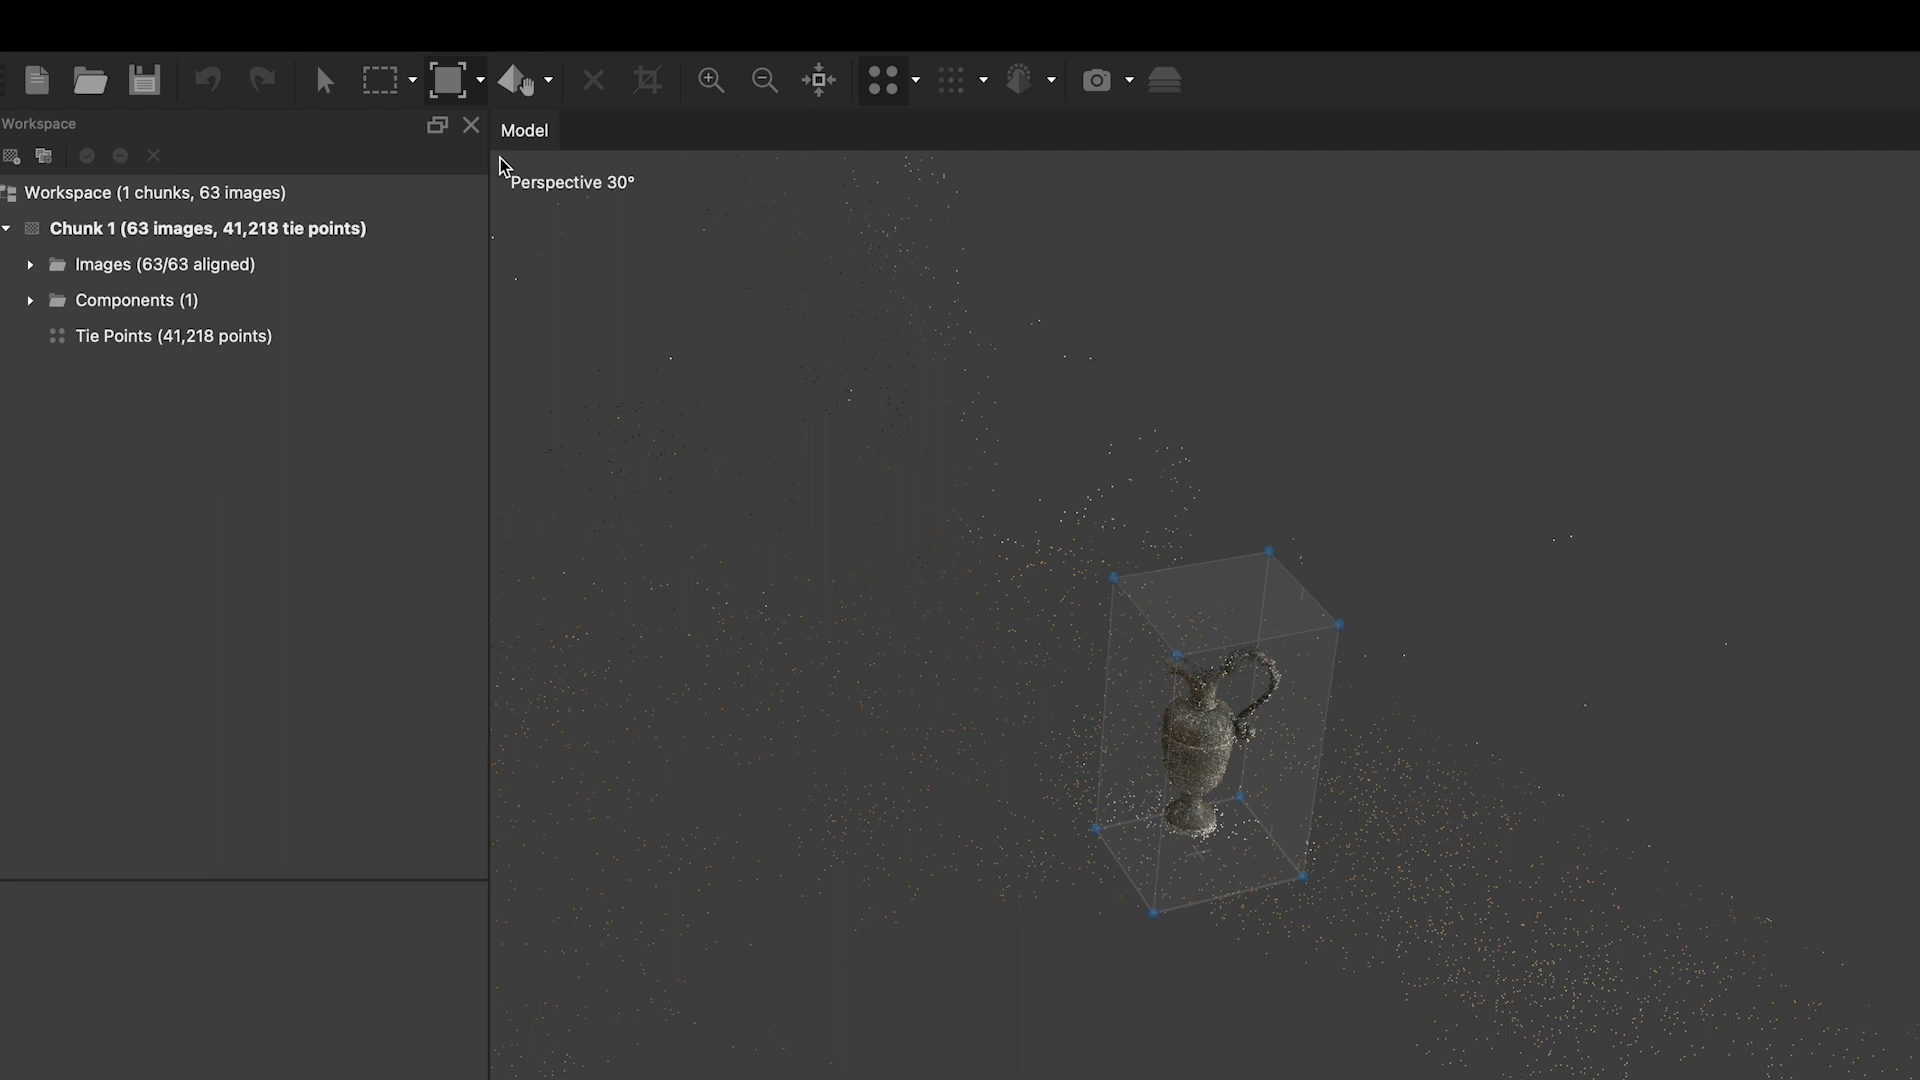 Workspace
Model
Perspective 30°
Workspace (1 chunks, 63 images)
Chunk 1 (63 images, 41,218 tie points)
Images (63/63 aligned)
Components (1)
Tie Points (41,218 points)